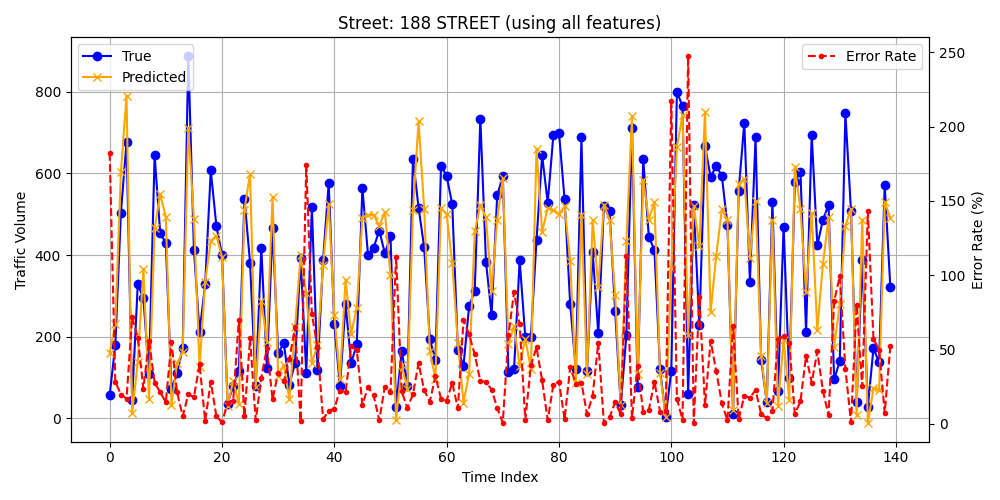 Street: 188 STREET (using all features)
True
Predicted
Error Rate
Traffic Volume
800
600
400
200
0
250
200
150
100
50
0
Error Rate (%)
0 20 40 60 80 100 120 140
Time Index